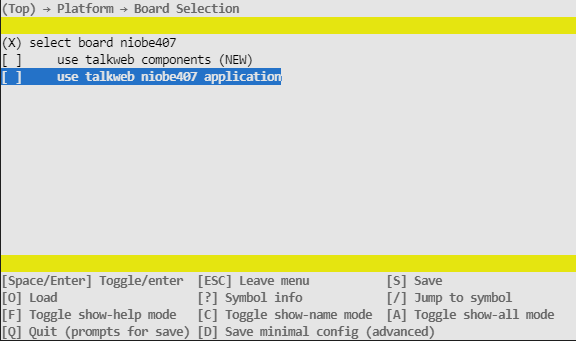 (Top) → Platform → Board Selection
(X) select board niobe407
[ ]     use talkweb components (NEW)
[ ]     use talkweb niobe407 application
[Space/Enter] Toggle/enter  [ESC] Leave menu           [S] Save
[O] Load                    [?] Symbol info            [/] Jump to symbol
[F] Toggle show-help mode   [C] Toggle show-name mode  [A] Toggle show-all mode
[Q] Quit (prompts for save) [D] Save minimal config (advanced)